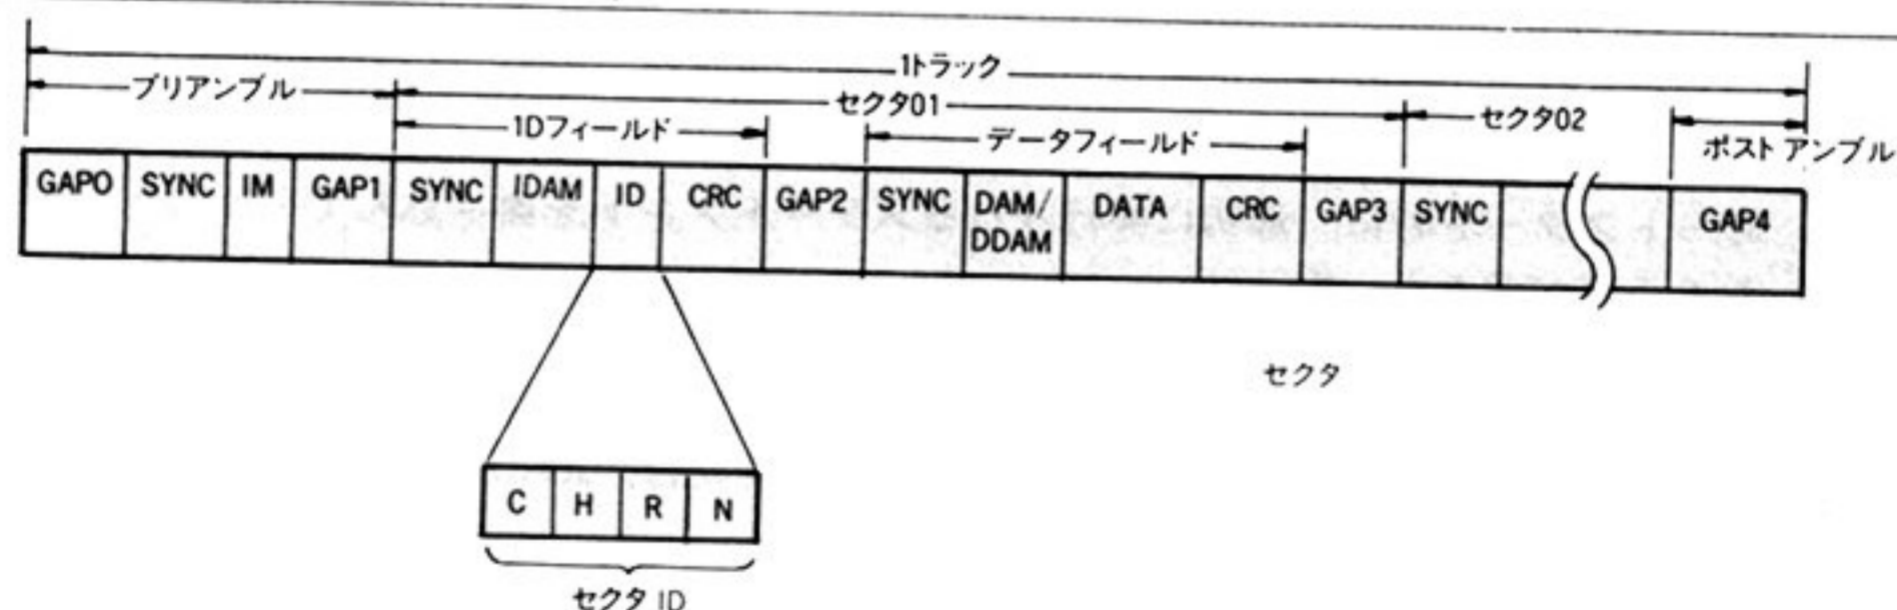 1トラック
プリアンブル
セクタ01
セクタ02
1Dフィールド
データフィールド
ポストアンブル
GAP0 SYNC IM GAP1 SYNC IDAM ID CRC GAP2 SYNC DAM/DDAM DATA CRC GAP3 SYNC GAP4
セクタ
C H R N
セクタ ID